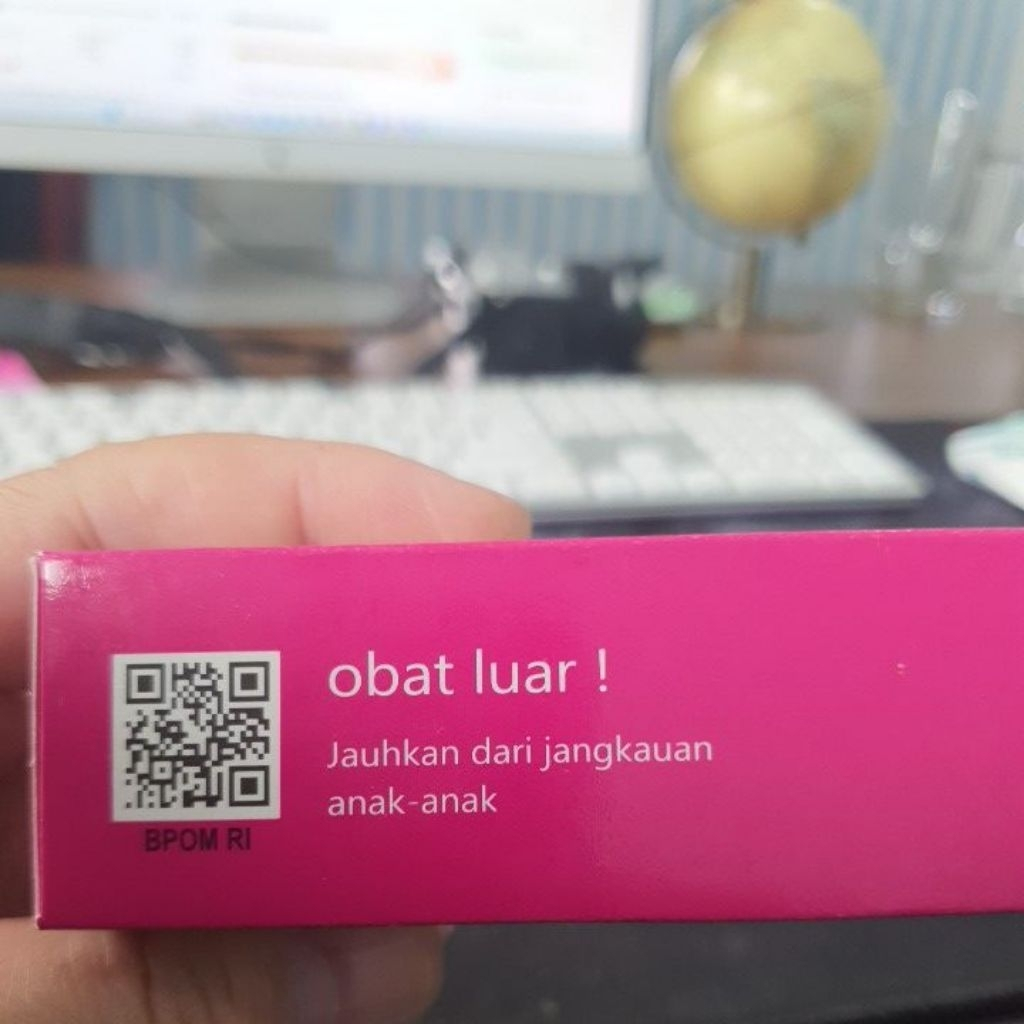 obat luar !
Jauhkan dari jangkauan
anak-anak
BPOM RI